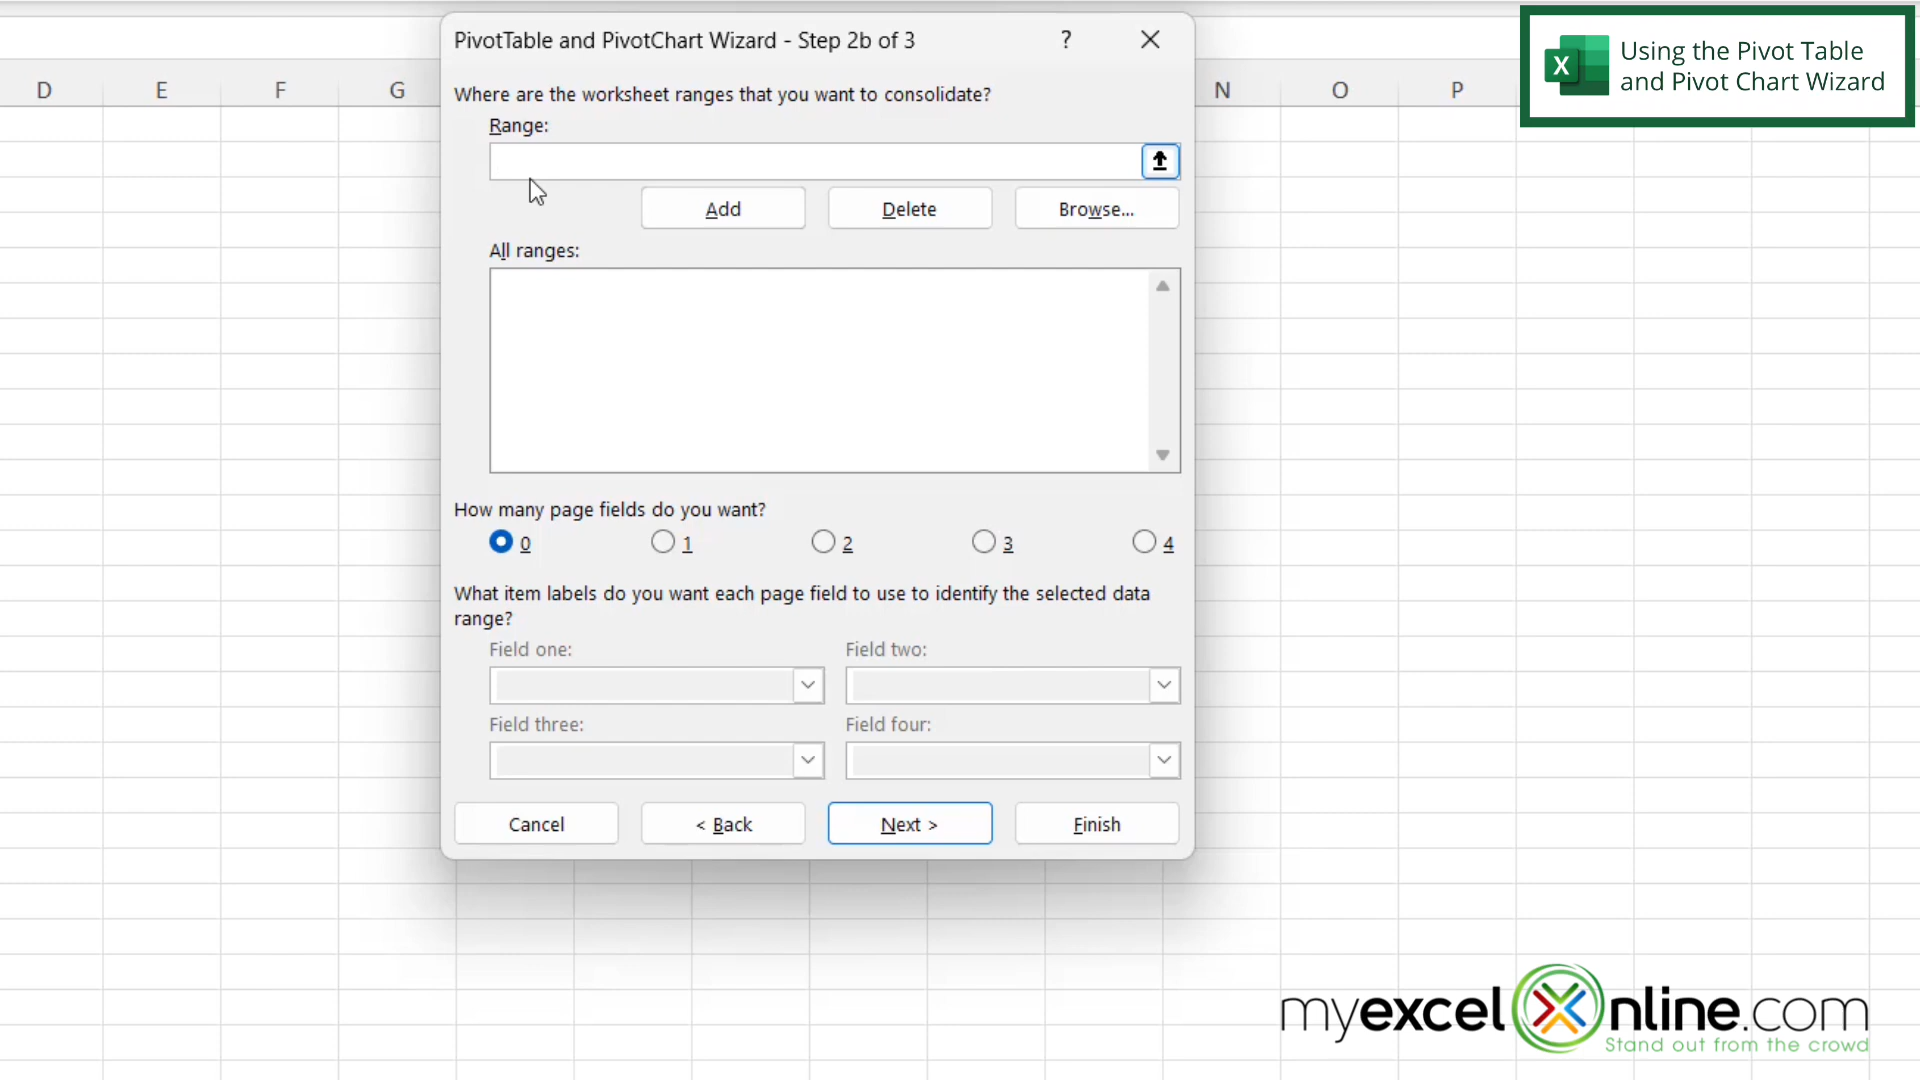 PivotTable and PivotChart Wizard - Step 2b of 3
?
Using the Pivot Table
and Pivot Chart Wizard
X
D E F G N O P
Where are the worksheet ranges that you want to consolidate?
Range:
Add Delete Browse...
All ranges:
How many page fields do you want?
0 1 2 3 4
What item labels do you want each page field to use to identify the selected data
range?
Field one: Field two:
Field three: Field four:
Cancel < Back Next > Finish
myexcelonline.com
Stand out from the crowd